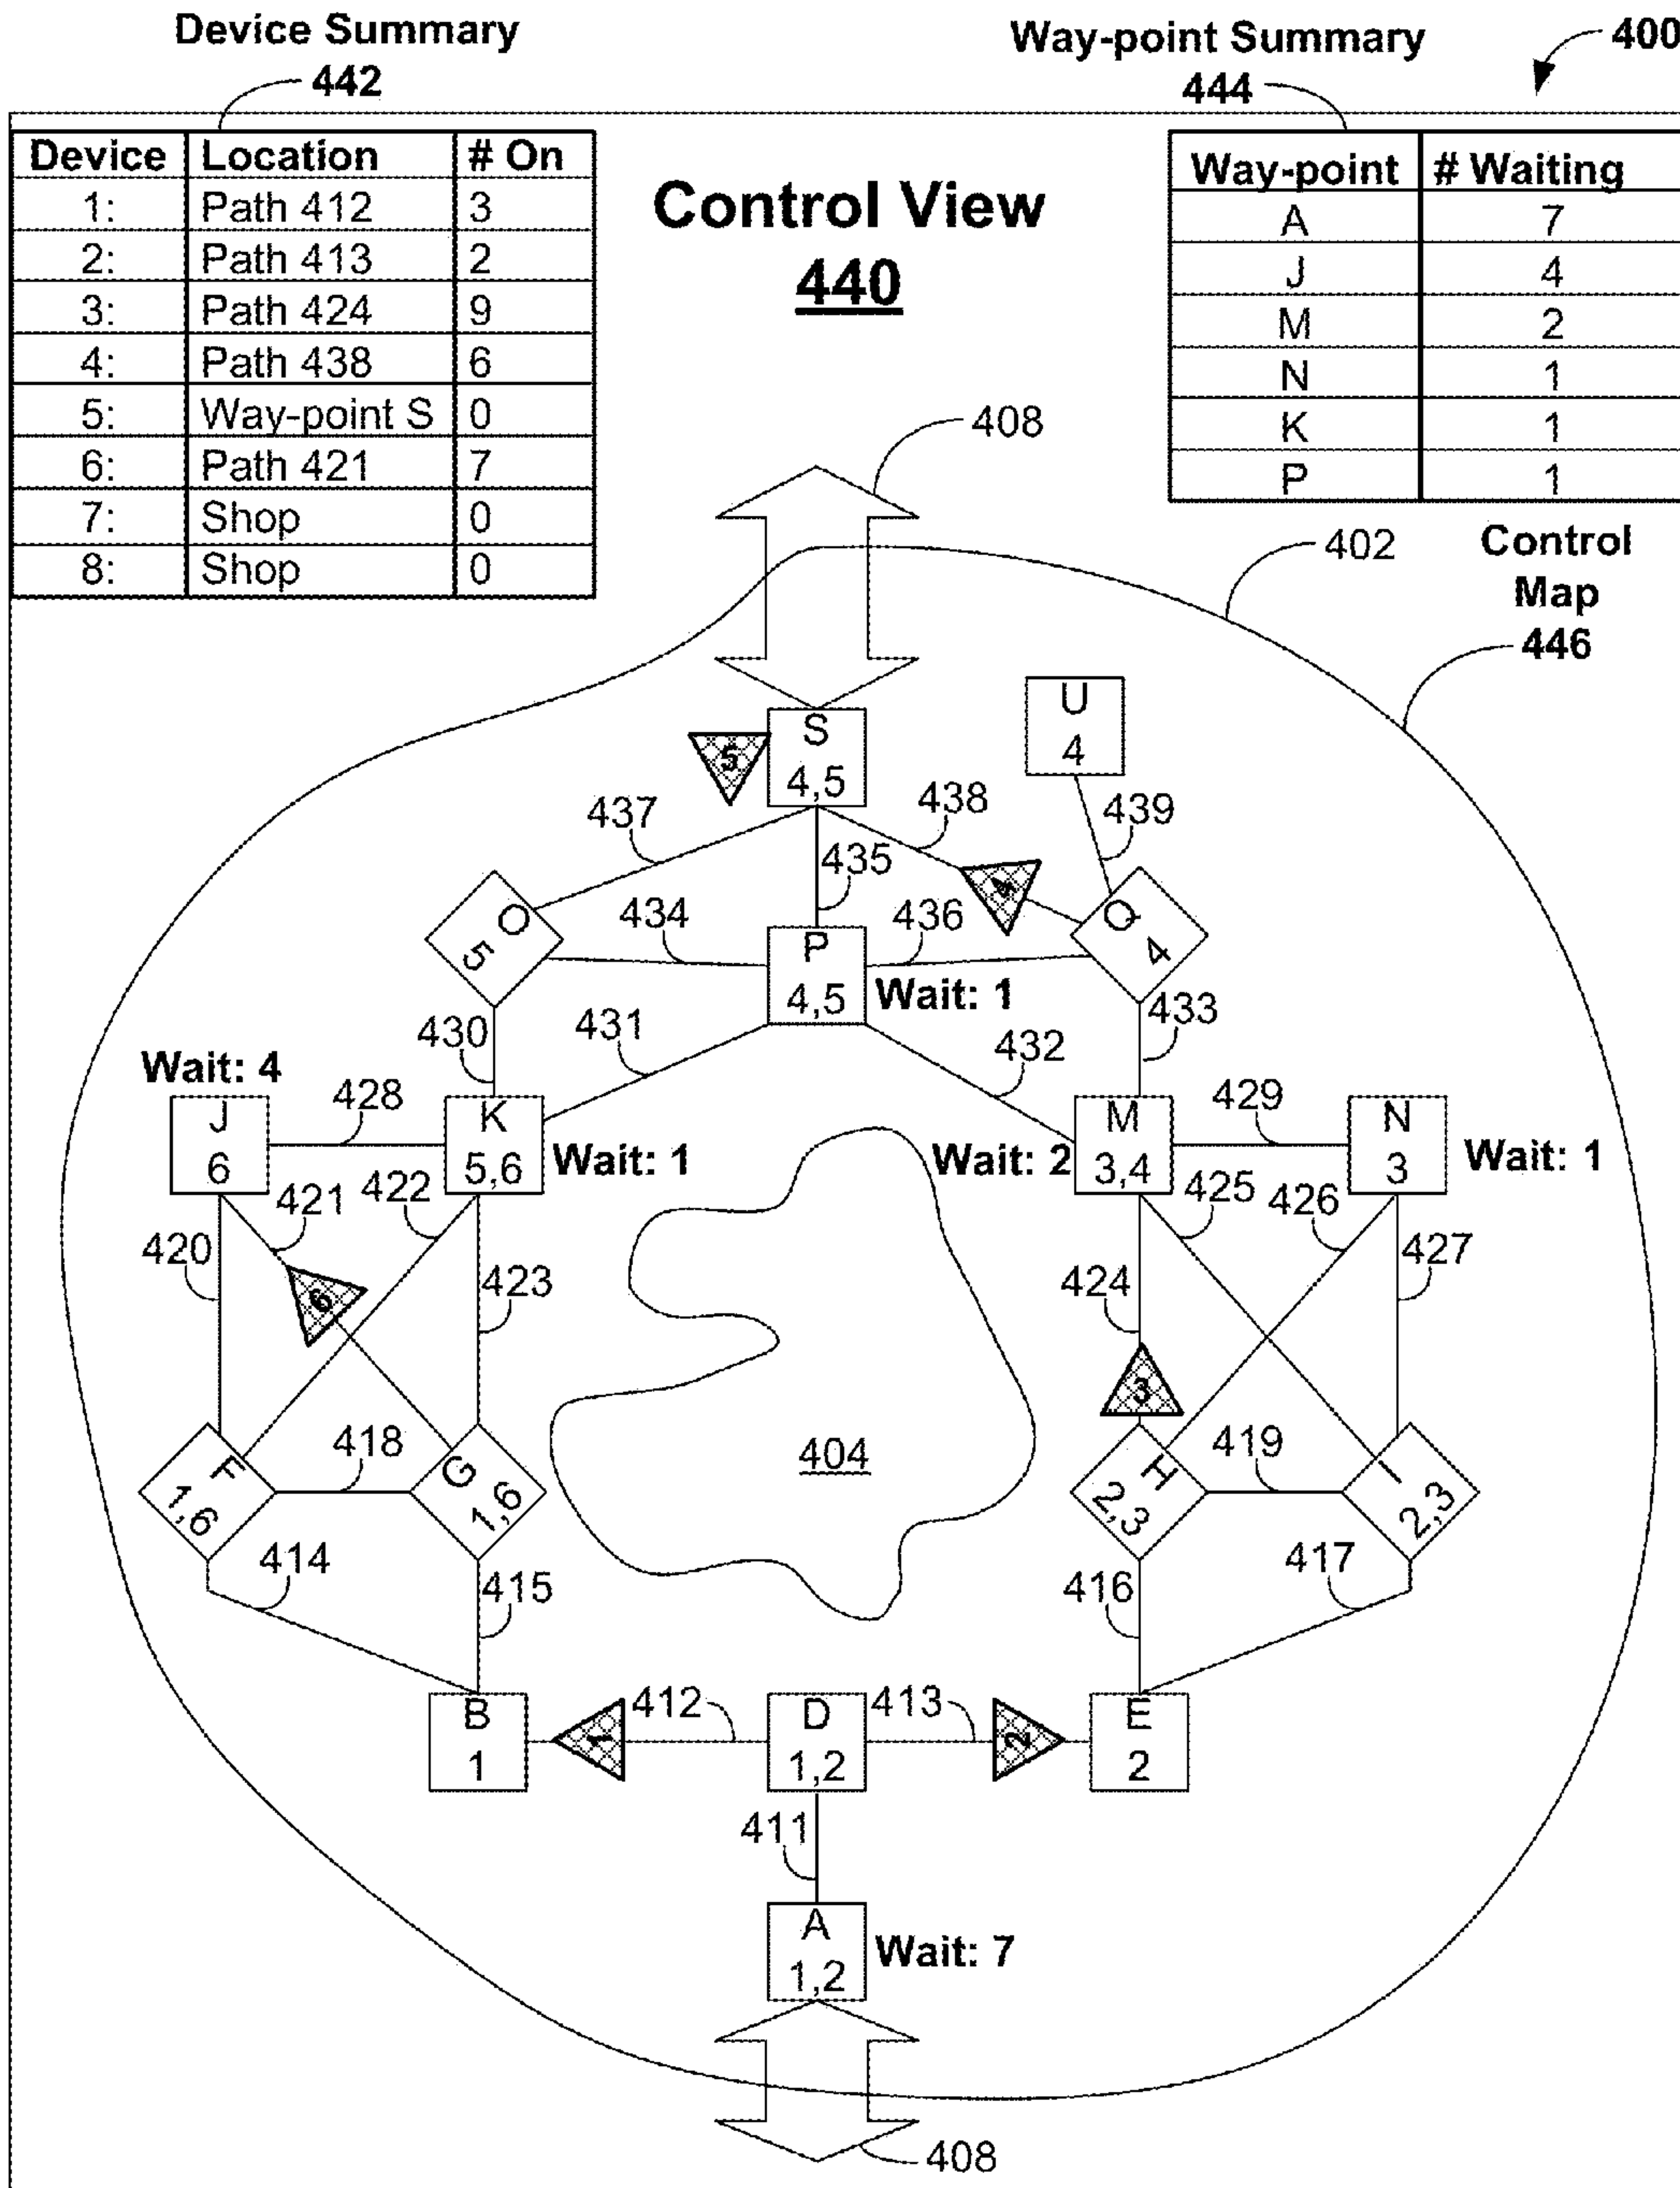 Device Summary
442
Way-point Summary
444
400
Device Location # On
1: Path 412 3
2: Path 413 2
3: Path 424 9
4: Path 438 6
5: Way-point S 0
6: Path 421 7
7: Shop 0
8: Shop 0
Control View
440
Way-point # Waiting
A 7
J 4
M 2
N 1
K 1
P 1
408
402
Control
Map
446
S
4,5
5
U
4
437
438
439
435
4
O
5
434
436
Q
4
P
4,5
Wait: 1
430
431
432
433
Wait: 4
J
6
428
K
5,6
Wait: 1
Wait: 2
M
3,4
429
N
3
Wait: 1
421
422
425
426
420
6
423
424
427
3
404
F
1,6
418
G
1,6
H
2,3
419
I
2,3
414
415
416
417
B
1
1
412
D
1,2
413
2
E
2
411
A
1,2
Wait: 7
408